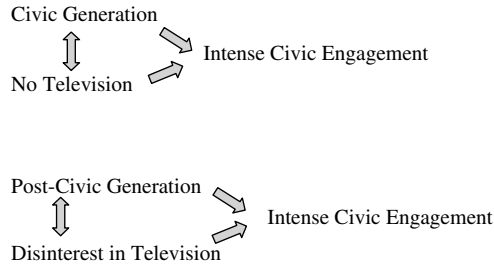 Civic Generation
Intense Civic Engagement
No Television
Post-Civic Generation
Intense Civic Engagement
Disinterest in Television